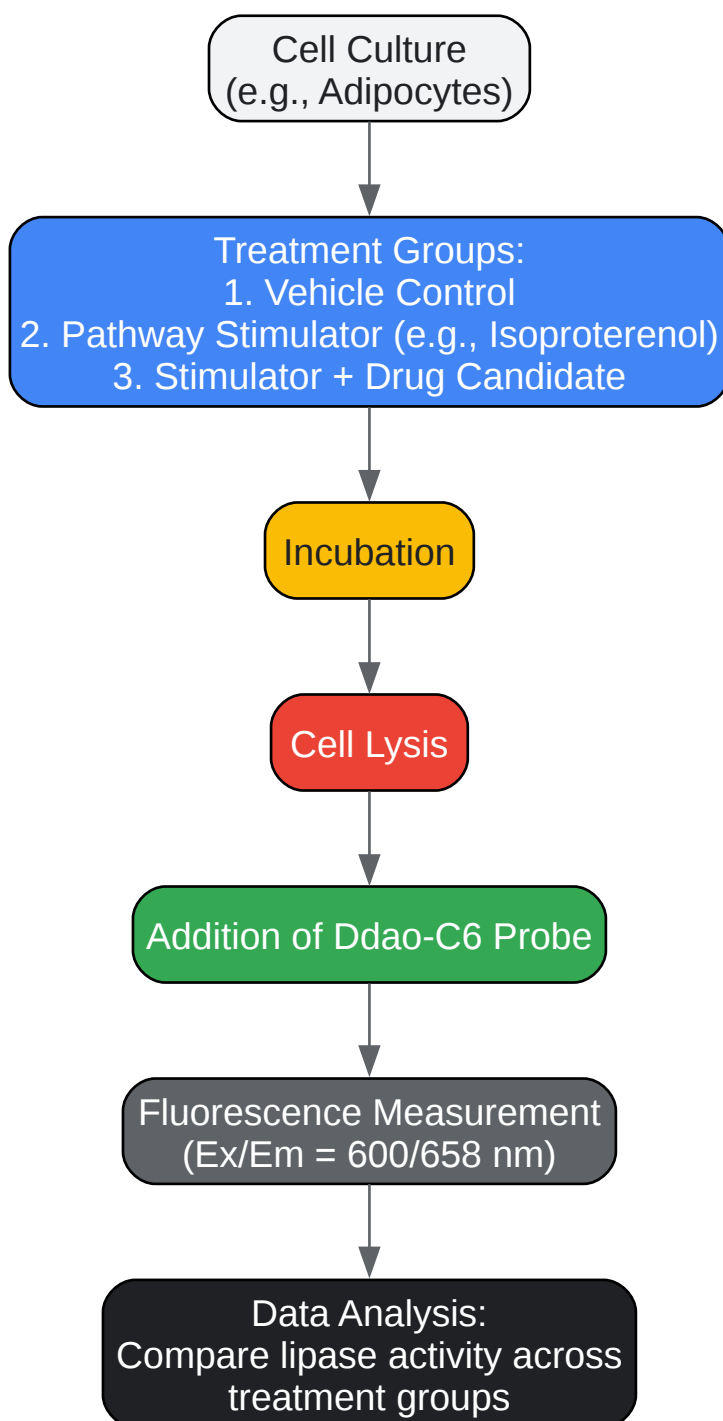 Cell Culture
(e.g., Adipocytes)
Treatment Groups:
1. Vehicle Control
2. Pathway Stimulator (e.g., Isoproterenol)
3. Stimulator + Drug Candidate
Incubation
Cell Lysis
Addition of Ddao-C6 Probe
Fluorescence Measurement
(Ex/Em = 600/658 nm)
Data Analysis:
Compare lipase activity across
treatment groups